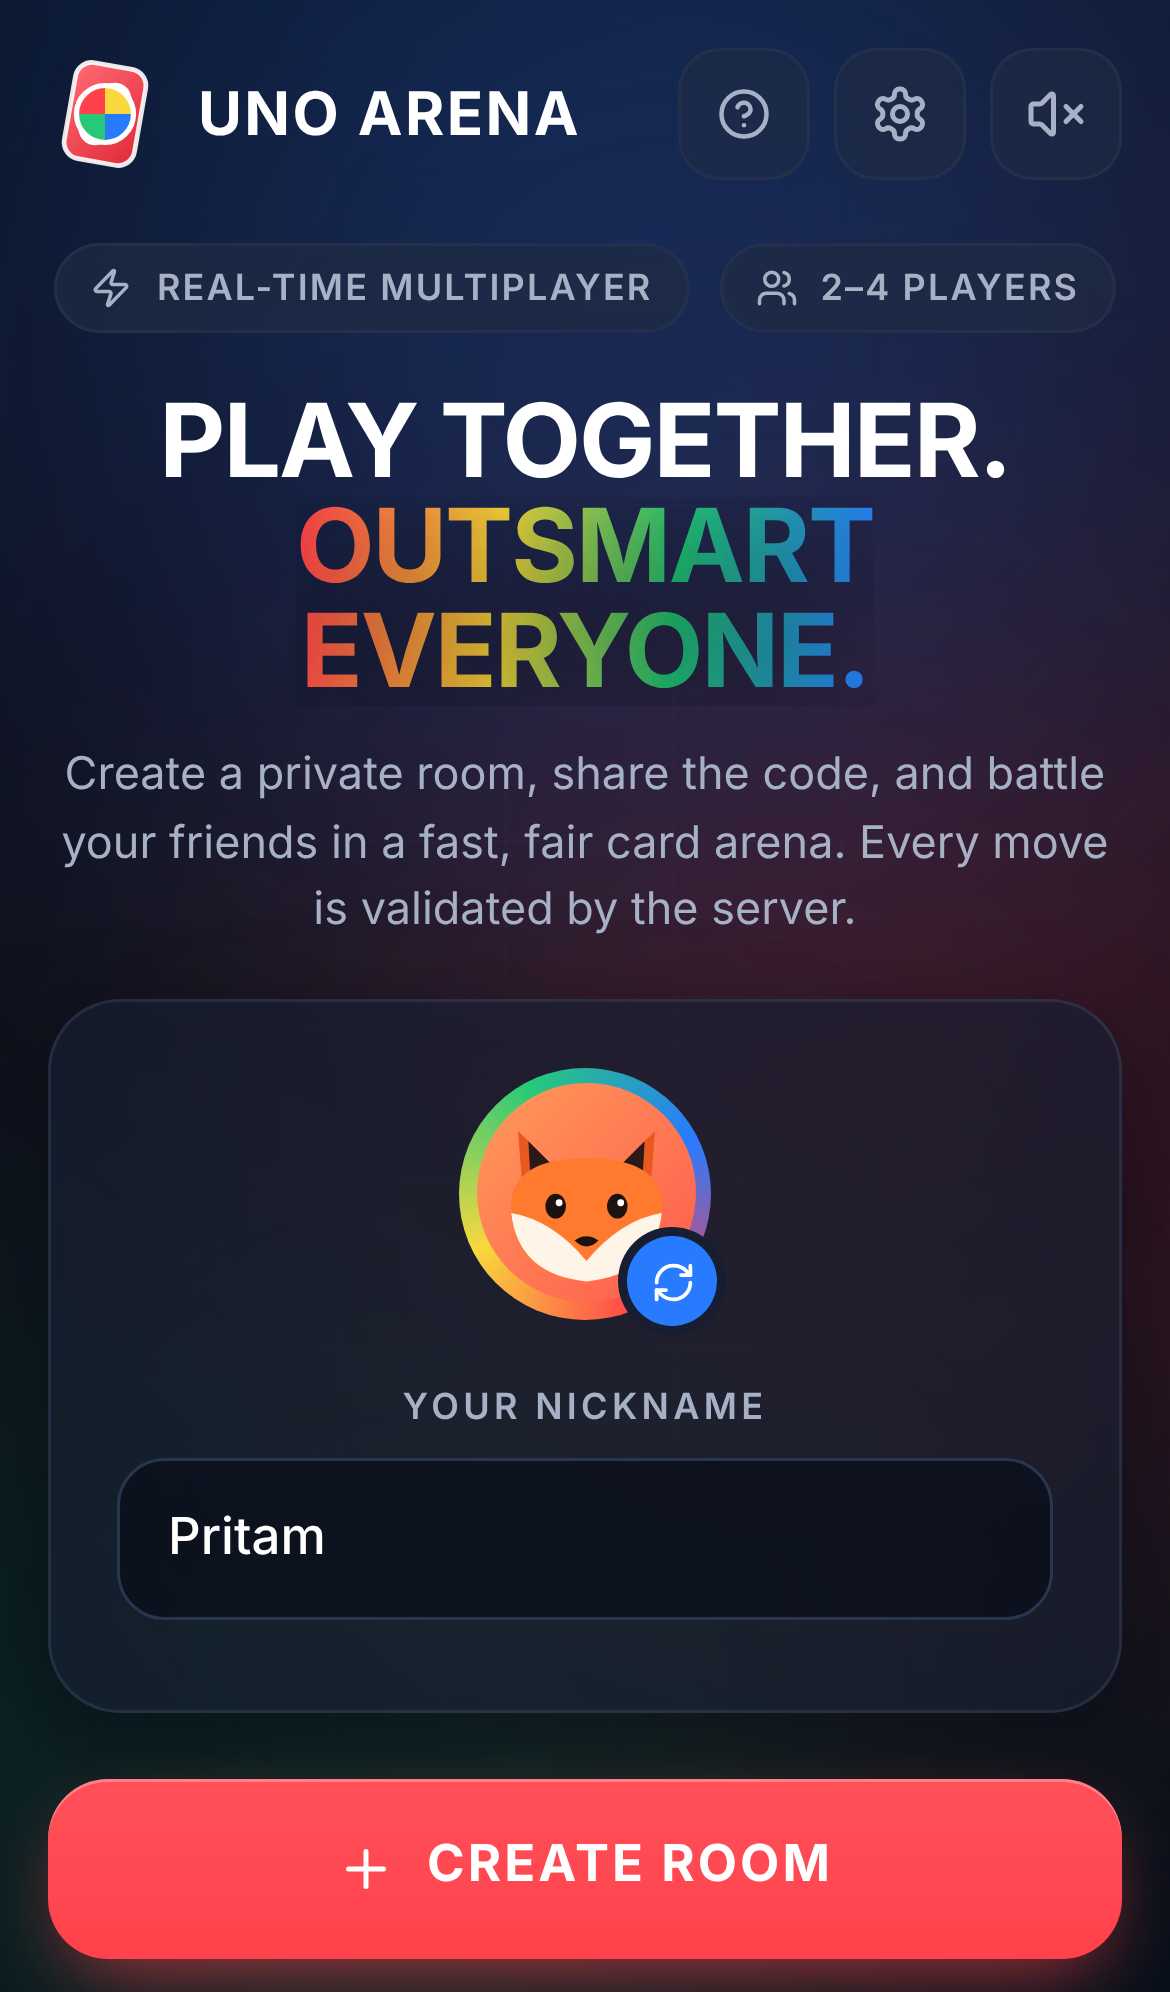 UNO ARENA
REAL-TIME MULTIPLAYER
2–4 PLAYERS
PLAY TOGETHER.
OUTSMART
EVERYONE.
Create a private room, share the code, and battle
your friends in a fast, fair card arena. Every move
is validated by the server.
YOUR NICKNAME
Pritam
CREATE ROOM